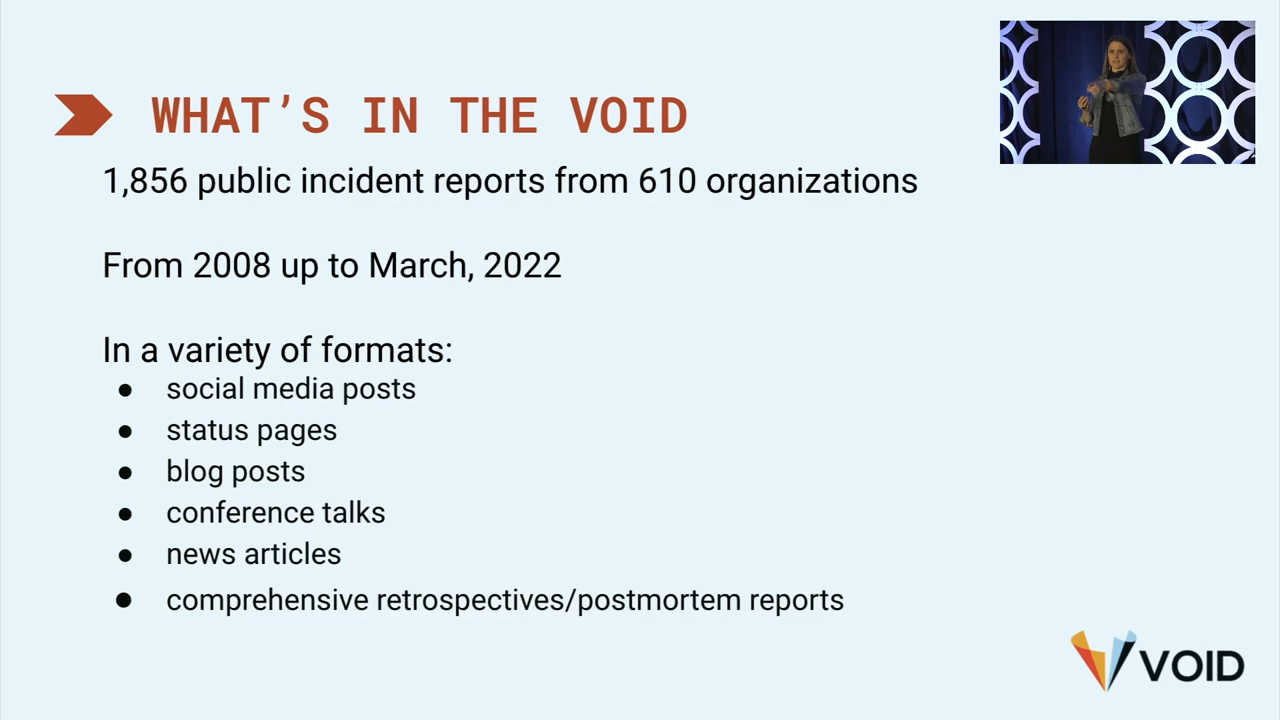 WHAT’S IN THE VOID
1,856 public incident reports from 610 organizations
From 2008 up to March, 2022
In a variety of formats:
● social media posts
● status pages
● blog posts
● conference talks
● news articles
● comprehensive retrospectives/postmortem reports
VOID